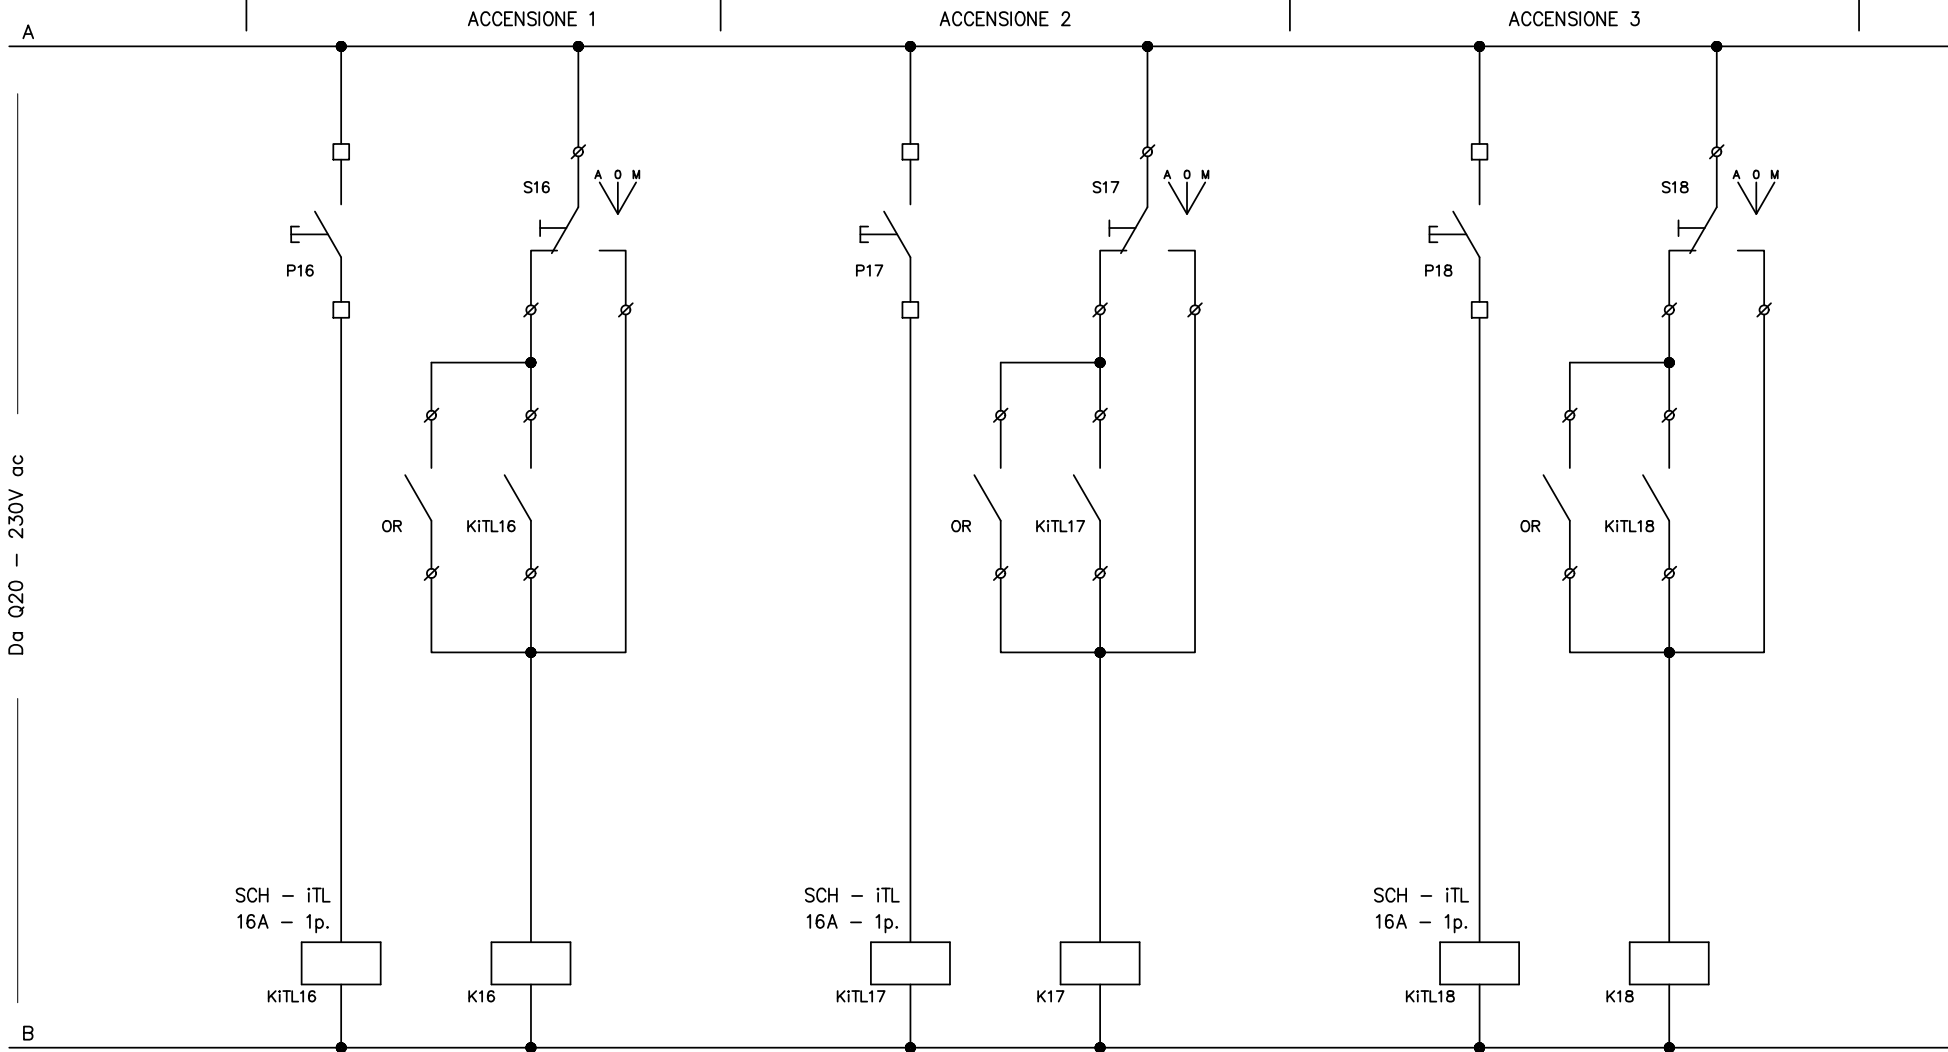 ACCENSIONE 1
ACCENSIONE 2
ACCENSIONE 3
A
S16
A O M
S17
A O M
S18
A O M
P16
P17
P18
Da Q20 - 230V ac
OR
KiTL16
OR
KiTL17
OR
KiTL18
SCH - iTL
16A - 1p.
SCH - iTL
16A - 1p.
SCH - iTL
16A - 1p.
KiTL16
K16
KiTL17
K17
KiTL18
K18
B